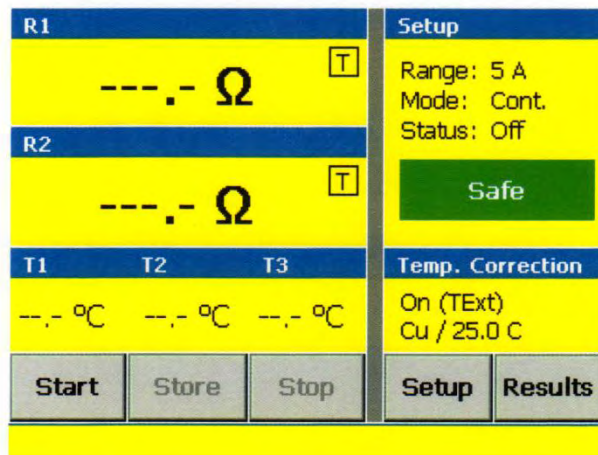 R1
T
---.- Ω
R2
T
---.- Ω
T1 T2 T3
--.- ºC --.- ºC --.- ºC
Start Store Stop
Setup
Range: 5 A
Mode: Cont.
Status: Off
Safe
Temp. Correction
On (TExt)
Cu / 25.0 C
Setup Results